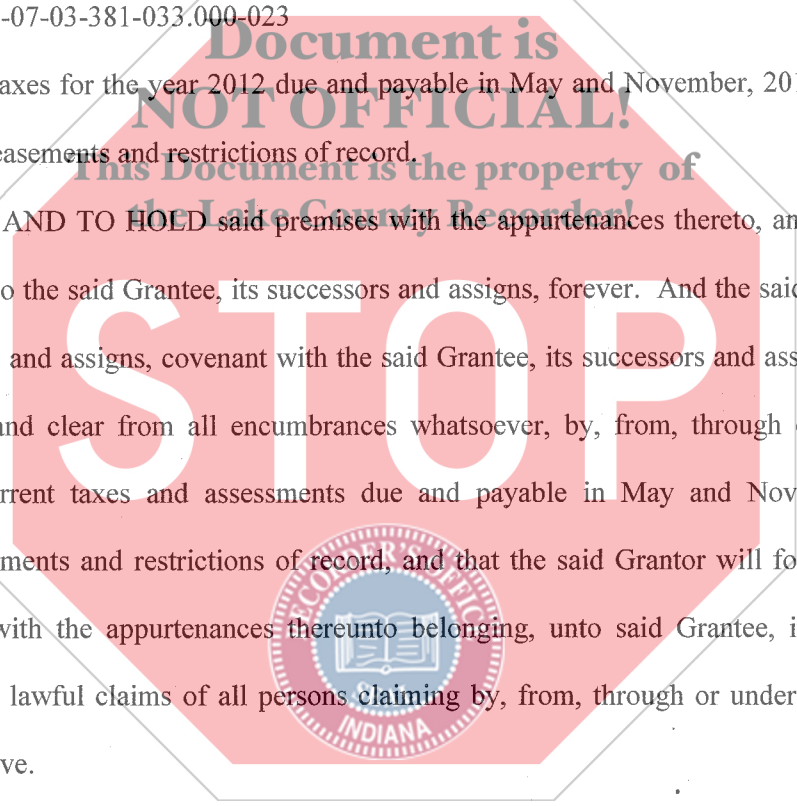 -07-03-381-033.000-023
Document is
axes for the year 2012 due and payable in May and November, 201
NOT OFFICIAL!
easements and restrictions of record.
This Document is the property of
the Lake County Recorder!
AND TO HOLD said premises with the appurtenances thereto, an
o the said Grantee, its successors and assigns, forever. And the said
STOP
and assigns, covenant with the said Grantee, its successors and ass
and clear from all encumbrances whatsoever, by, from, through
rrent taxes and assessments due and payable in May and Nov
ments and restrictions of record, and that the said Grantor will fo
RECORDER'S OFFICE
with the appurtenances thereunto belonging, unto said Grantee, i
lawful claims of all persons claiming by, from, through or under
INDIANA
ve.